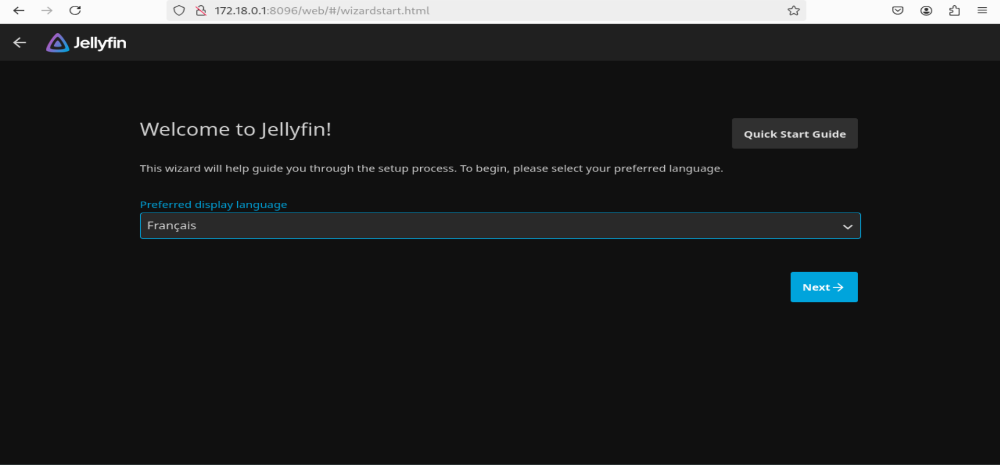 172.18.0.1:8096/web/#/wizardstart.html
Jellyfin
Welcome to Jellyfin!
Quick Start Guide
This wizard will help guide you through the setup process. To begin, please select your preferred language.
Preferred display language
Français
Next